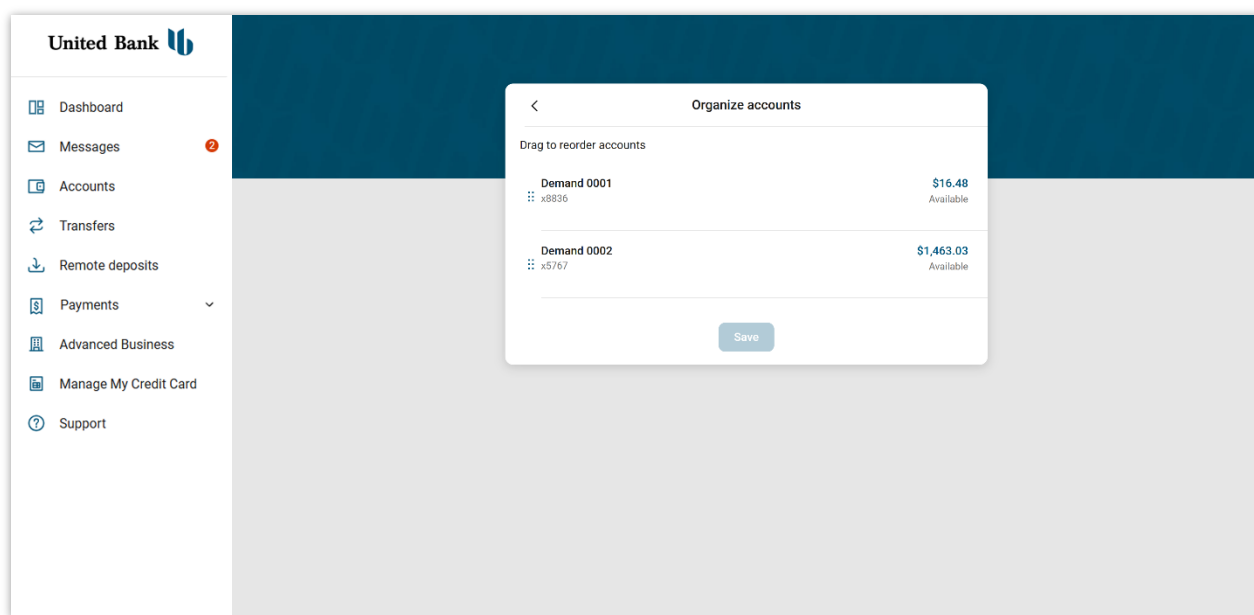 United Bank
Dashboard
Messages
2
Accounts
Transfers
Remote deposits
Payments
Advanced Business
Manage My Credit Card
Support
Organize accounts
Drag to reorder accounts
Demand 0001
$16.48
x8836
Available
Demand 0002
$1,463.03
x5767
Available
Save